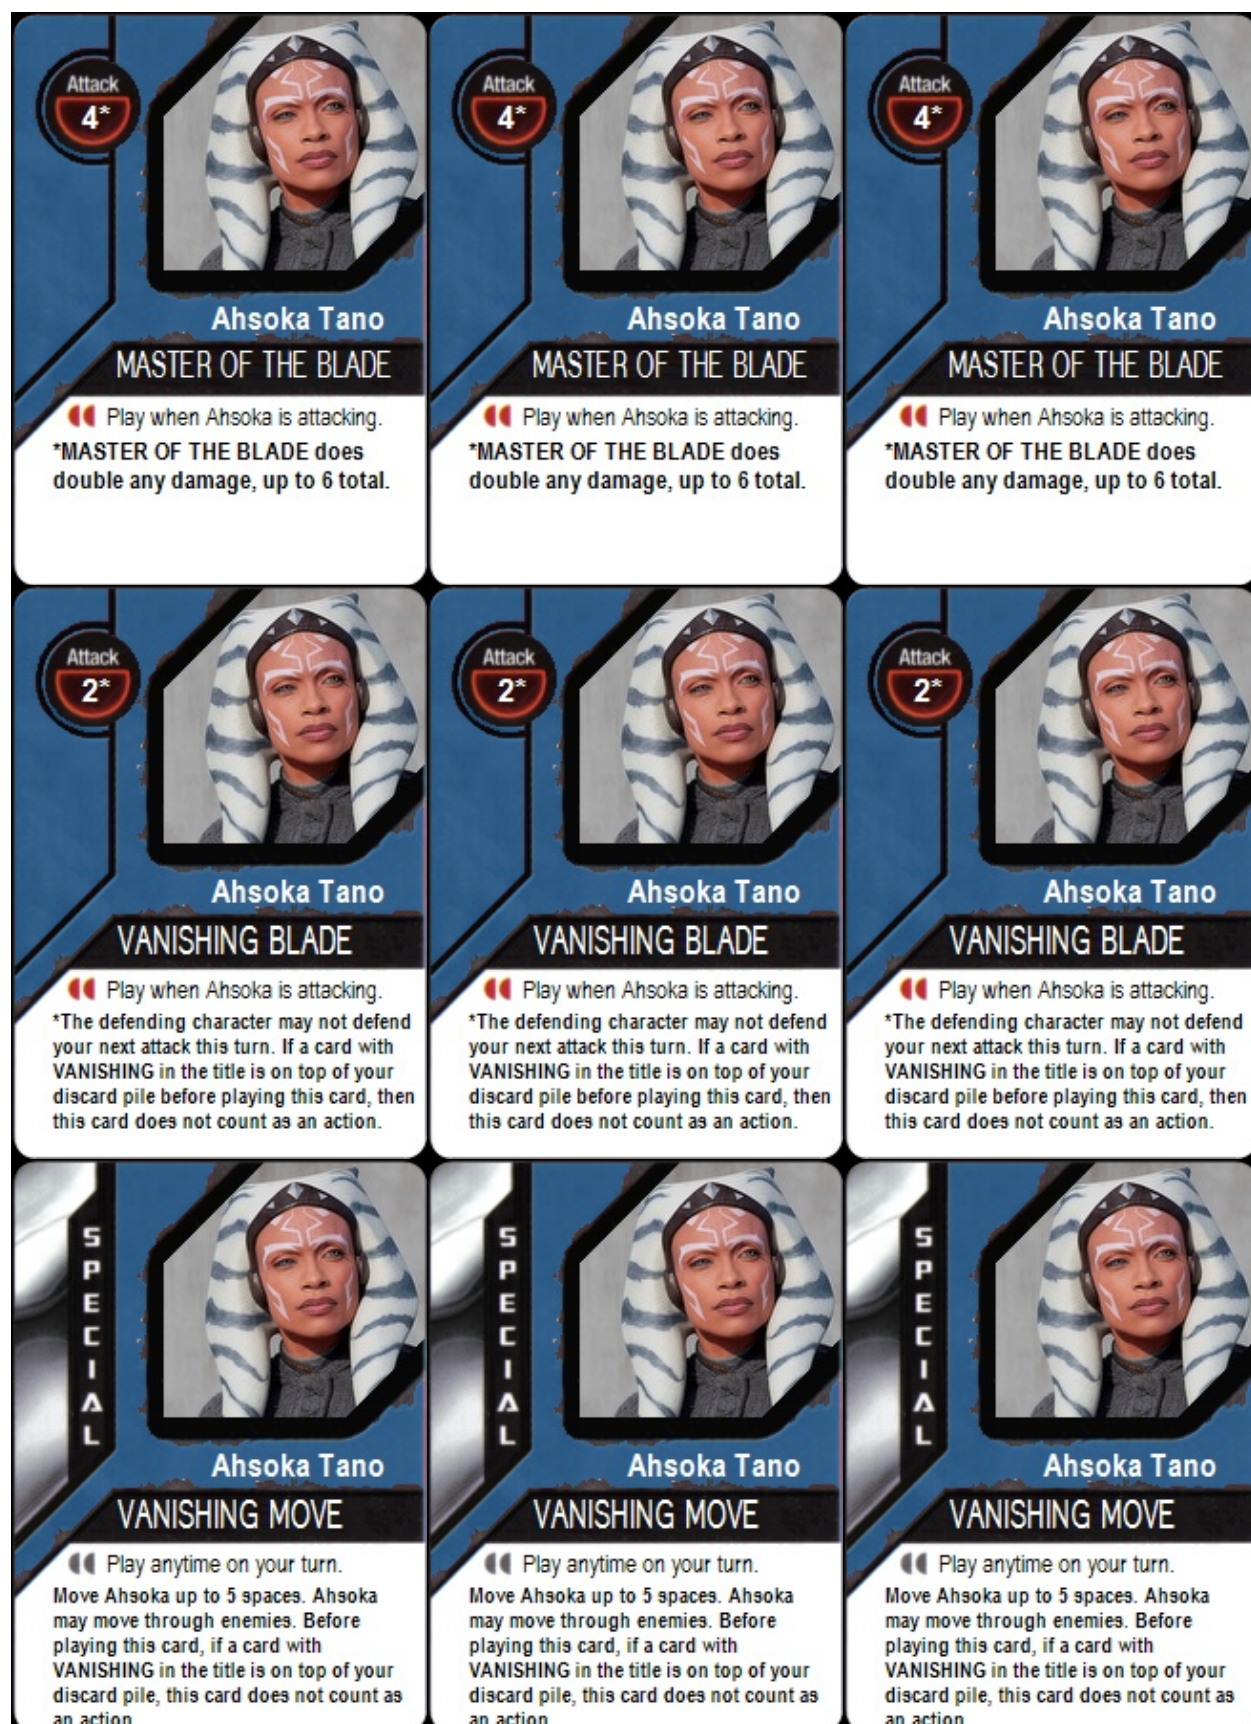 Attack
4*
Ahsoka Tano
MASTER OF THE BLADE
Play when Ahsoka is attacking.
*MASTER OF THE BLADE does
double any damage, up to 6 total.
Attack
4*
Ahsoka Tano
MASTER OF THE BLADE
Play when Ahsoka is attacking.
*MASTER OF THE BLADE does
double any damage, up to 6 total.
Attack
4*
Ahsoka Tano
MASTER OF THE BLADE
Play when Ahsoka is attacking.
*MASTER OF THE BLADE does
double any damage, up to 6 total.
Attack
2*
Ahsoka Tano
VANISHING BLADE
Play when Ahsoka is attacking.
*The defending character may not defend
your next attack this turn. If a card with
VANISHING in the title is on top of your
discard pile before playing this card, then
this card does not count as an action.
Attack
2*
Ahsoka Tano
VANISHING BLADE
Play when Ahsoka is attacking.
*The defending character may not defend
your next attack this turn. If a card with
VANISHING in the title is on top of your
discard pile before playing this card, then
this card does not count as an action.
Attack
2*
Ahsoka Tano
VANISHING BLADE
Play when Ahsoka is attacking.
*The defending character may not defend
your next attack this turn. If a card with
VANISHING in the title is on top of your
discard pile before playing this card, then
this card does not count as an action.
SPECIAL
Ahsoka Tano
VANISHING MOVE
Play anytime on your turn.
Move Ahsoka up to 5 spaces. Ahsoka
may move through enemies. Before
playing this card, if a card with
VANISHING in the title is on top of your
discard pile, this card does not count as
an action
SPECIAL
Ahsoka Tano
VANISHING MOVE
Play anytime on your turn.
Move Ahsoka up to 5 spaces. Ahsoka
may move through enemies. Before
playing this card, if a card with
VANISHING in the title is on top of your
discard pile, this card does not count as
an action
SPECIAL
Ahsoka Tano
VANISHING MOVE
Play anytime on your turn.
Move Ahsoka up to 5 spaces. Ahsoka
may move through enemies. Before
playing this card, if a card with
VANISHING in the title is on top of your
discard pile, this card does not count as
an action